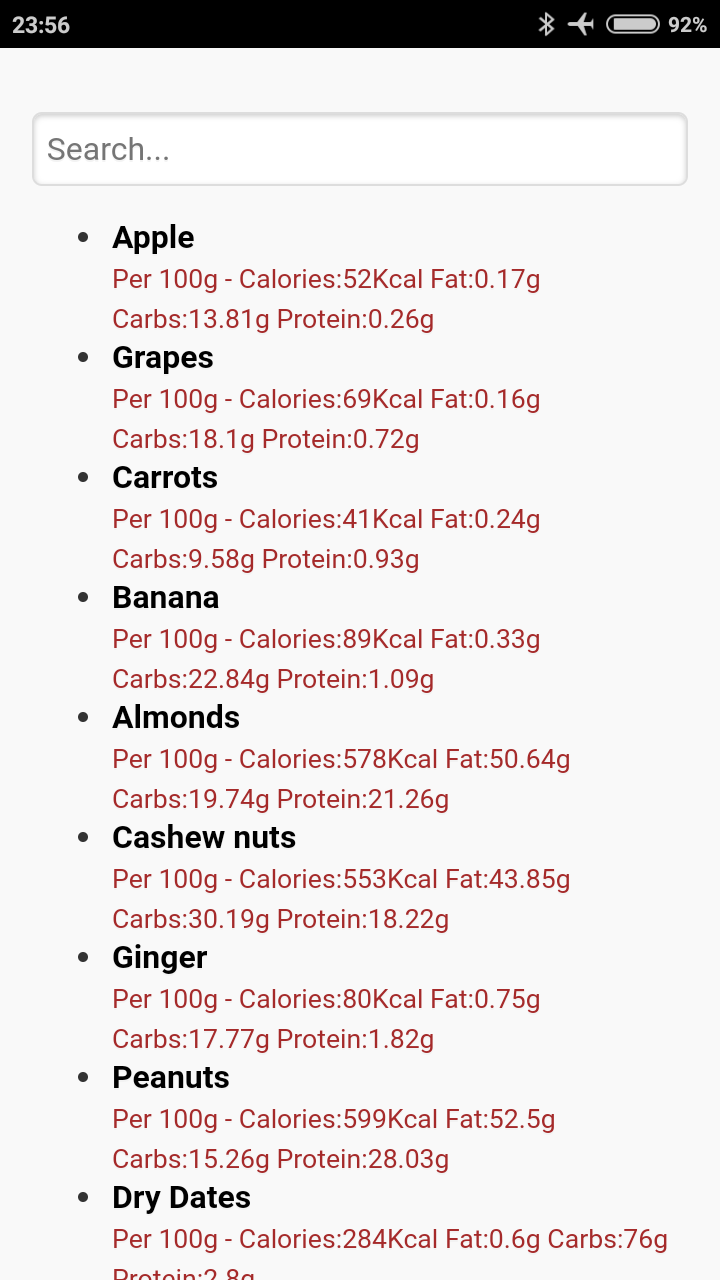 23:56
92%
Search...
Apple
Per 100g - Calories:52Kcal Fat:0.17g
Carbs:13.81g Protein:0.26g
Grapes
Per 100g - Calories:69Kcal Fat:0.16g
Carbs:18.1g Protein:0.72g
Carrots
Per 100g - Calories:41Kcal Fat:0.24g
Carbs:9.58g Protein:0.93g
Banana
Per 100g - Calories:89Kcal Fat:0.33g
Carbs:22.84g Protein:1.09g
Almonds
Per 100g - Calories:578Kcal Fat:50.64g
Carbs:19.74g Protein:21.26g
Cashew nuts
Per 100g - Calories:553Kcal Fat:43.85g
Carbs:30.19g Protein:18.22g
Ginger
Per 100g - Calories:80Kcal Fat:0.75g
Carbs:17.77g Protein:1.82g
Peanuts
Per 100g - Calories:599Kcal Fat:52.5g
Carbs:15.26g Protein:28.03g
Dry Dates
Per 100g - Calories:284Kcal Fat:0.6g Carbs:76g
Protein:2.8g